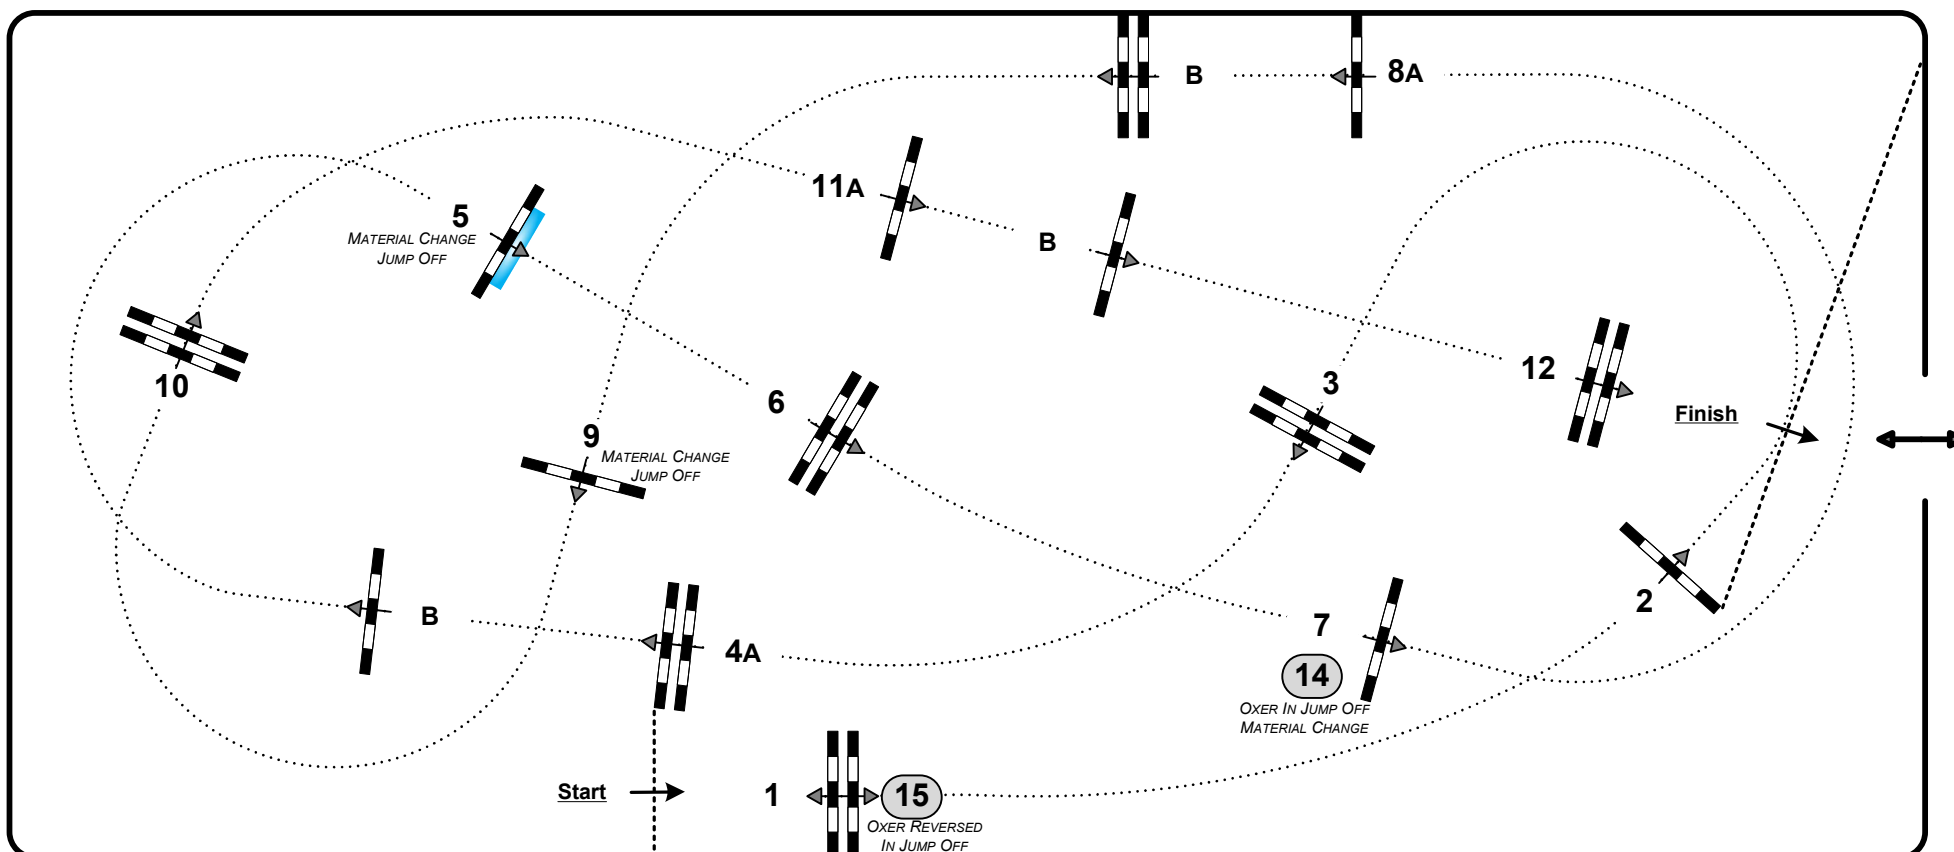 B
8A
11A
5
MATERIAL CHANGE
JUMP OFF
B
10
6
3
12
Finish
9
MATERIAL CHANGE
JUMP OFF
B
4A
7
2
14
OXER IN JUMP OFF
MATERIAL CHANGE
Start
1
15
OXER REVERSED
IN JUMP OFF